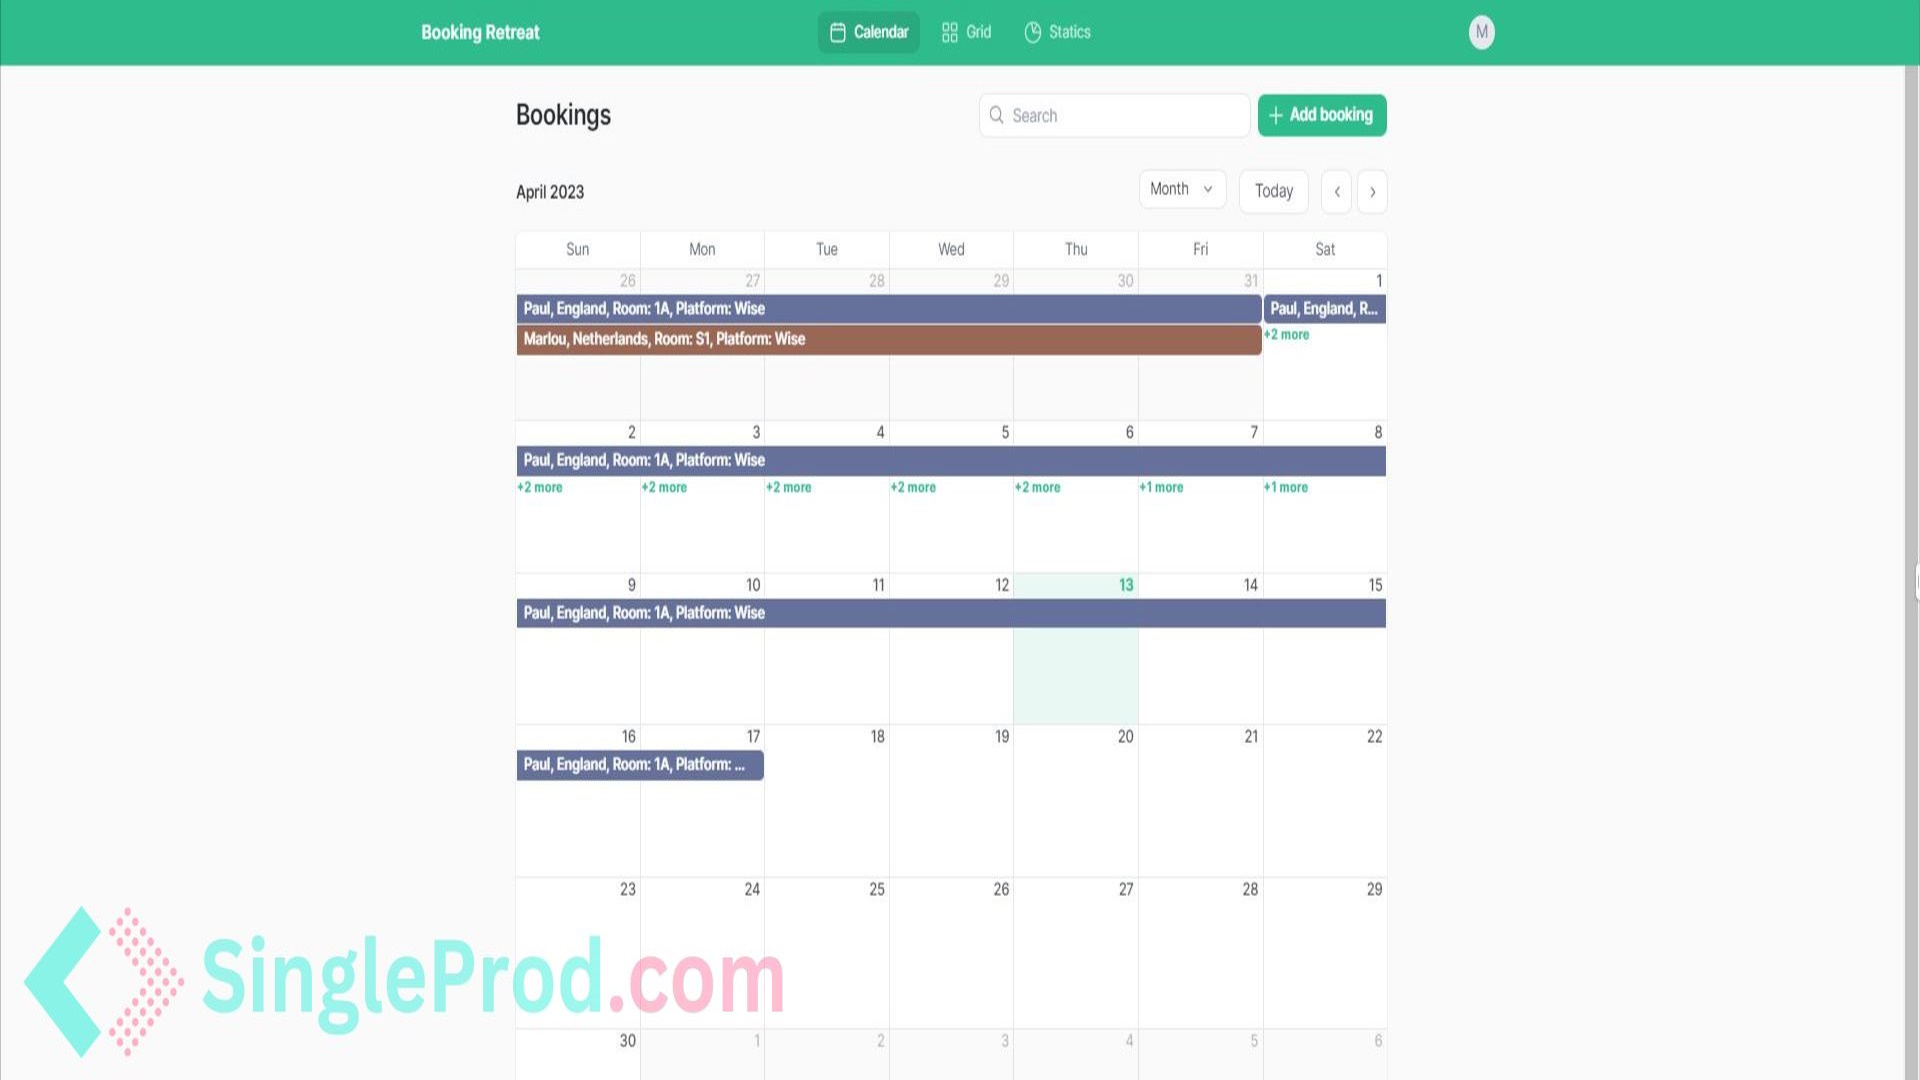 Booking Retreat
Calendar
Grid
Statics
M
Bookings
Search
Add booking
April 2023
Month
Today
Sun Mon Tue Wed Thu Fri Sat
26 27 28 29 30 31 1
Paul, England, Room: 1A, Platform: Wise
Paul, England, R...
Marlou, Netherlands, Room: S1, Platform: Wise
+2 more
2 3 4 5 6 7 8
Paul, England, Room: 1A, Platform: Wise
+2 more +2 more +2 more +2 more +2 more +1 more +1 more
9 10 11 12 13 14 15
Paul, England, Room: 1A, Platform: Wise
16 17 18 19 20 21 22
Paul, England, Room: 1A, Platform: ...
23 24 25 26 27 28 29
SingleProd.com
30 1 2 3 4 5 6